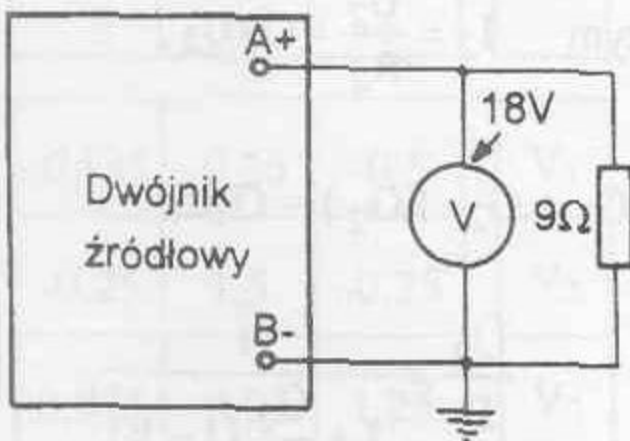 A+
18V
Dwójnik
źródłowy
V
9Ω
B-